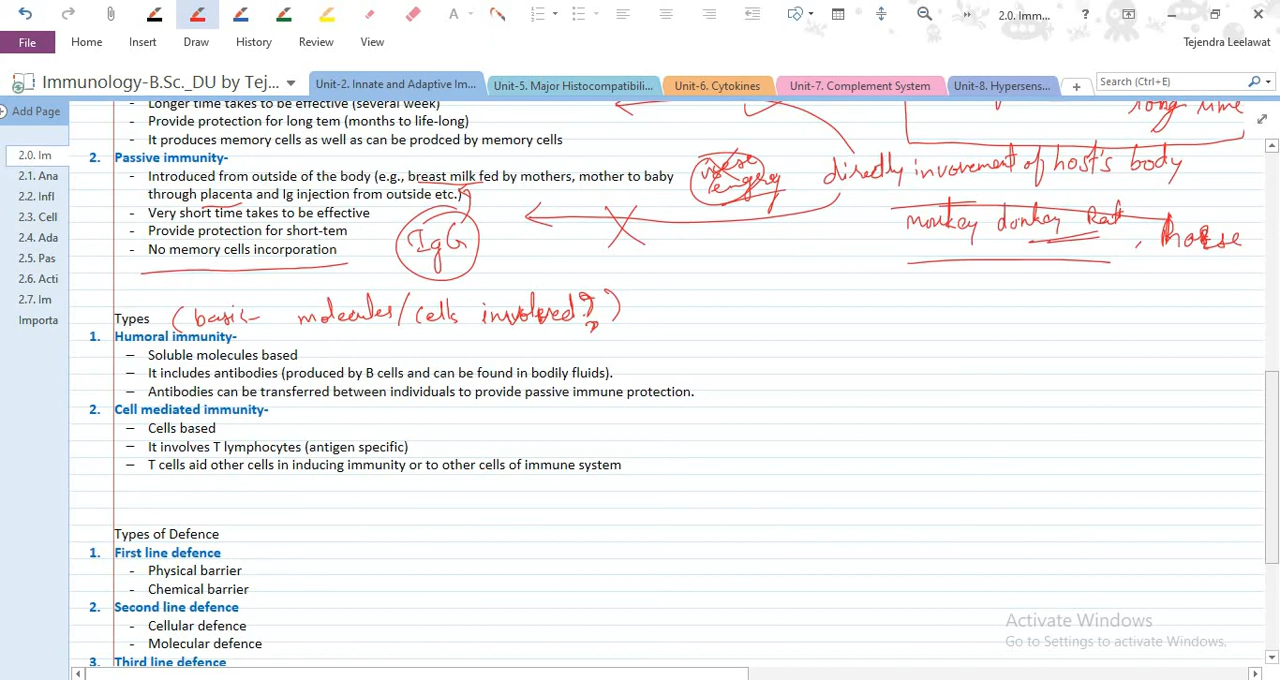 2.0. Imm...
Tejendra Leelawat
File
Home
Insert
Draw
History
Review
View
Immunology-B.Sc._DU by Tej...
Unit-2. Innate and Adaptive Im...
Unit-5. Major Histocompatibili...
Unit-6. Cytokines
Unit-7. Complement System
Unit-8. Hypersens...
Search (Ctrl+E)
Add Page
2.0. Im
2.1. Ana
2.2. Infl
2.3. Cell
2.4. Ada
2.5. Pas
2.6. Acti
2.7. Im
Importa
- Longer time takes to be effective (several week)
- Provide protection for long term (months to life-long)
- It produces memory cells as well as can be prodced by memory cells
long time
2. Passive immunity-
- Introduced from outside of the body (e.g., breast milk fed by mothers, mother to baby
through placenta and Ig injection from outside etc.)
- Very short time takes to be effective
- Provide protection for short-tem
- No memory cells incorporation
IgG
directly invorement of host's body
monkey donkey Rat, horse
Types (basis- molecules/cells involved?)
1. Humoral immunity-
– Soluble molecules based
– It includes antibodies (produced by B cells and can be found in bodily fluids).
– Antibodies can be transferred between individuals to provide passive immune protection.
2. Cell mediated immunity-
– Cells based
– It involves T lymphocytes (antigen specific)
– T cells aid other cells in inducing immunity or to other cells of immune system
Types of Defence
1. First line defence
- Physical barrier
- Chemical barrier
2. Second line defence
- Cellular defence
- Molecular defence
3. Third line defence
Activate Windows
Go to Settings to activate Windows.